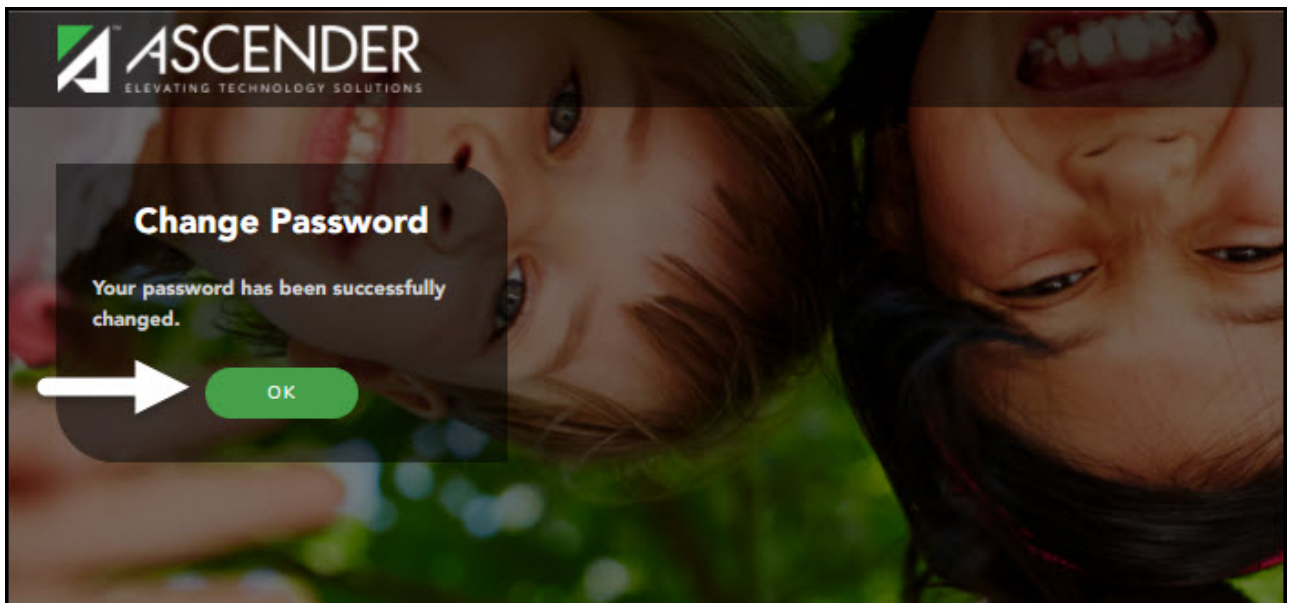 ASCENDER
ELEVATING TECHNOLOGY SOLUTIONS
Change Password
Your password has been successfully
changed.
OK